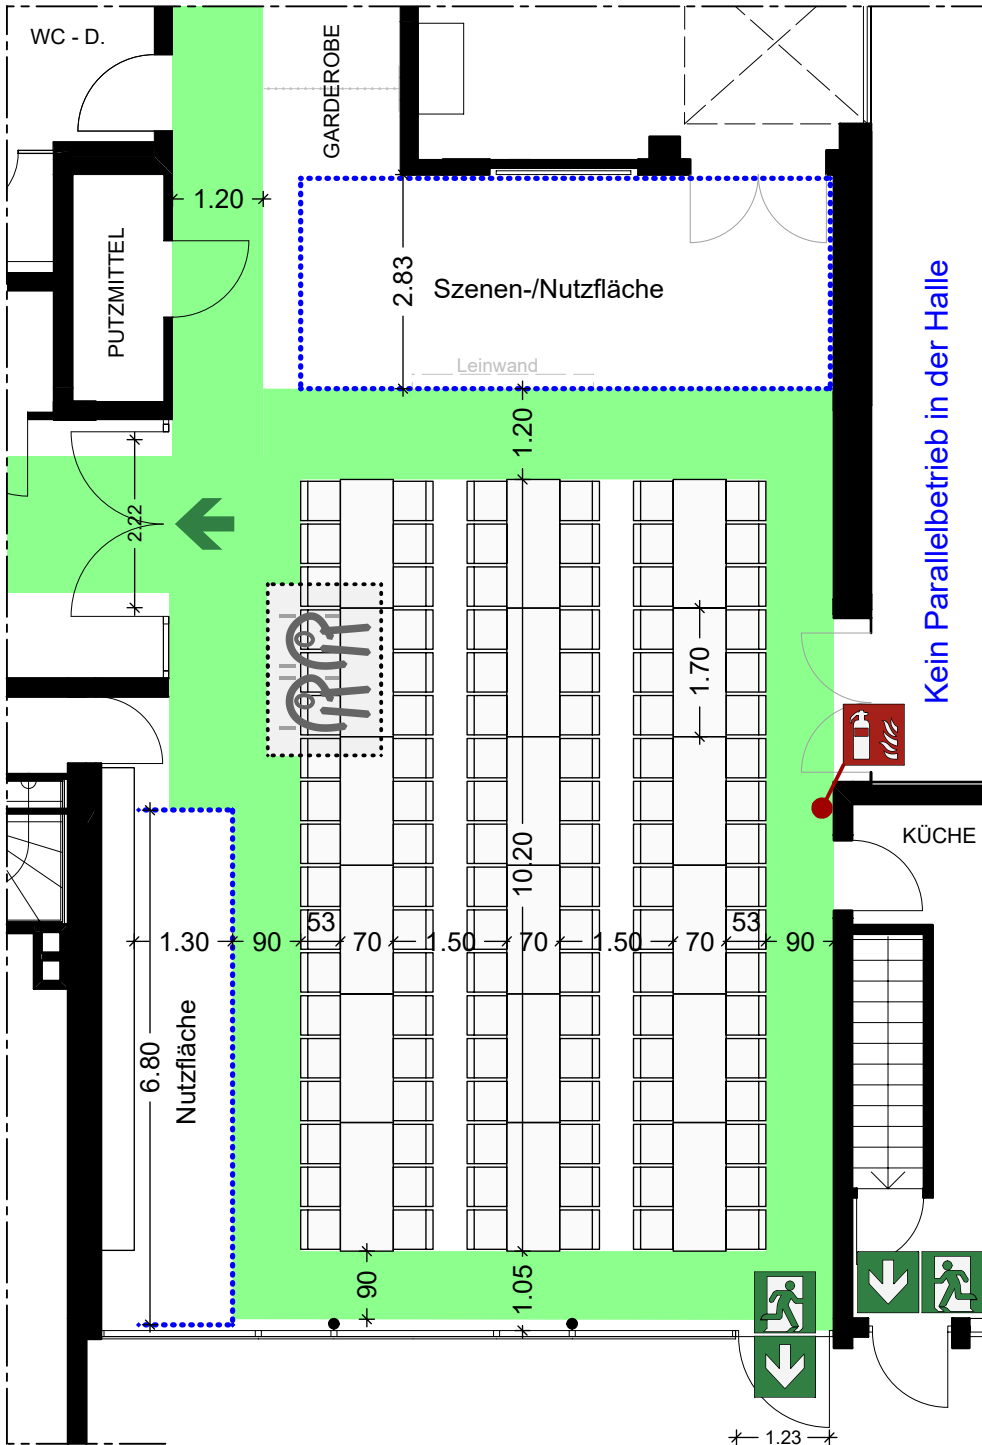 WC - D.
GARDEROBE
1.20
PUTZMITTEL
2.83
Szenen-/Nutzfläche
Leinwand
1.20
Kein Parallelbetrieb in der Halle
2.22
1.70
KÜCHE
10.20
53
53
1.30
90
70
1.50
70
1.50
70
90
6.80
Nutzfläche
90
1.05
1.23